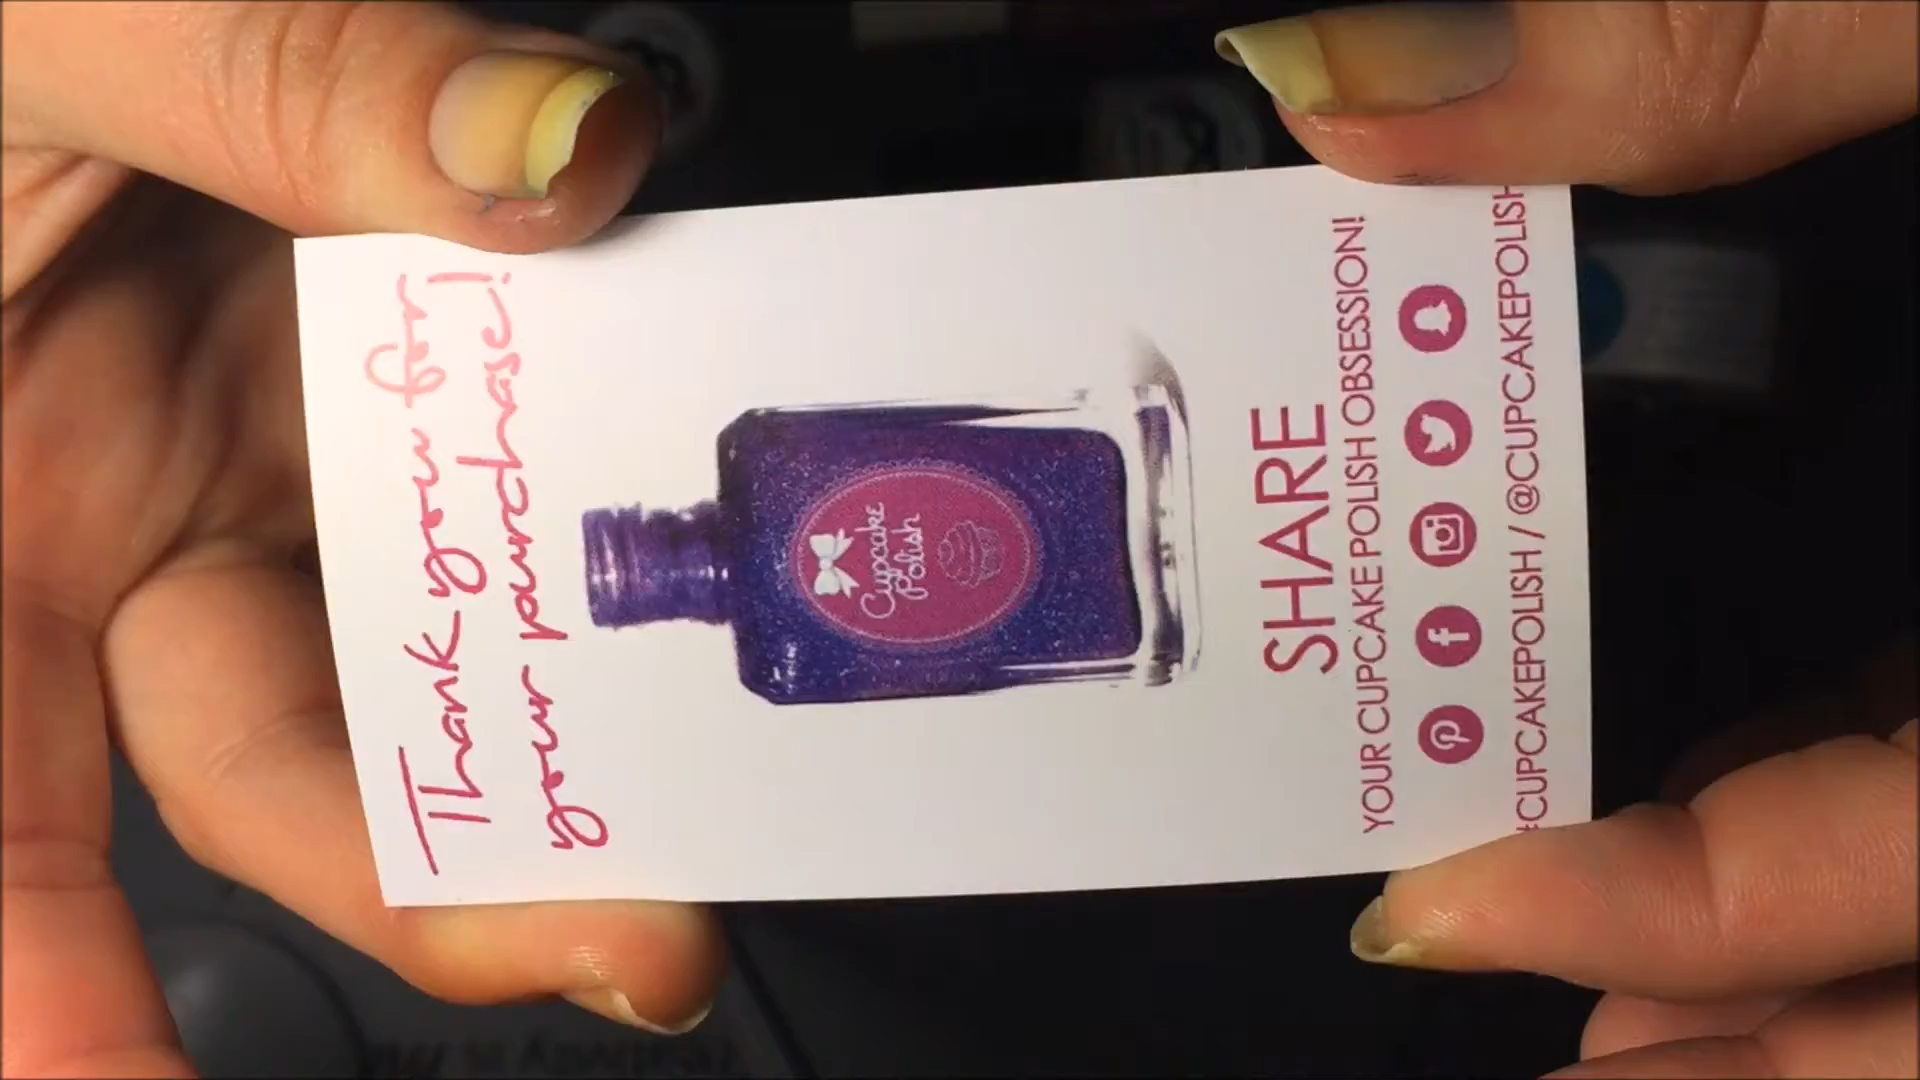 Thank you for
your purchase!
Cupcake
Polish
SHARE
YOUR CUPCAKE POLISH OBSESSION!
#CUPCAKEPOLISH / @CUPCAKEPOLISH